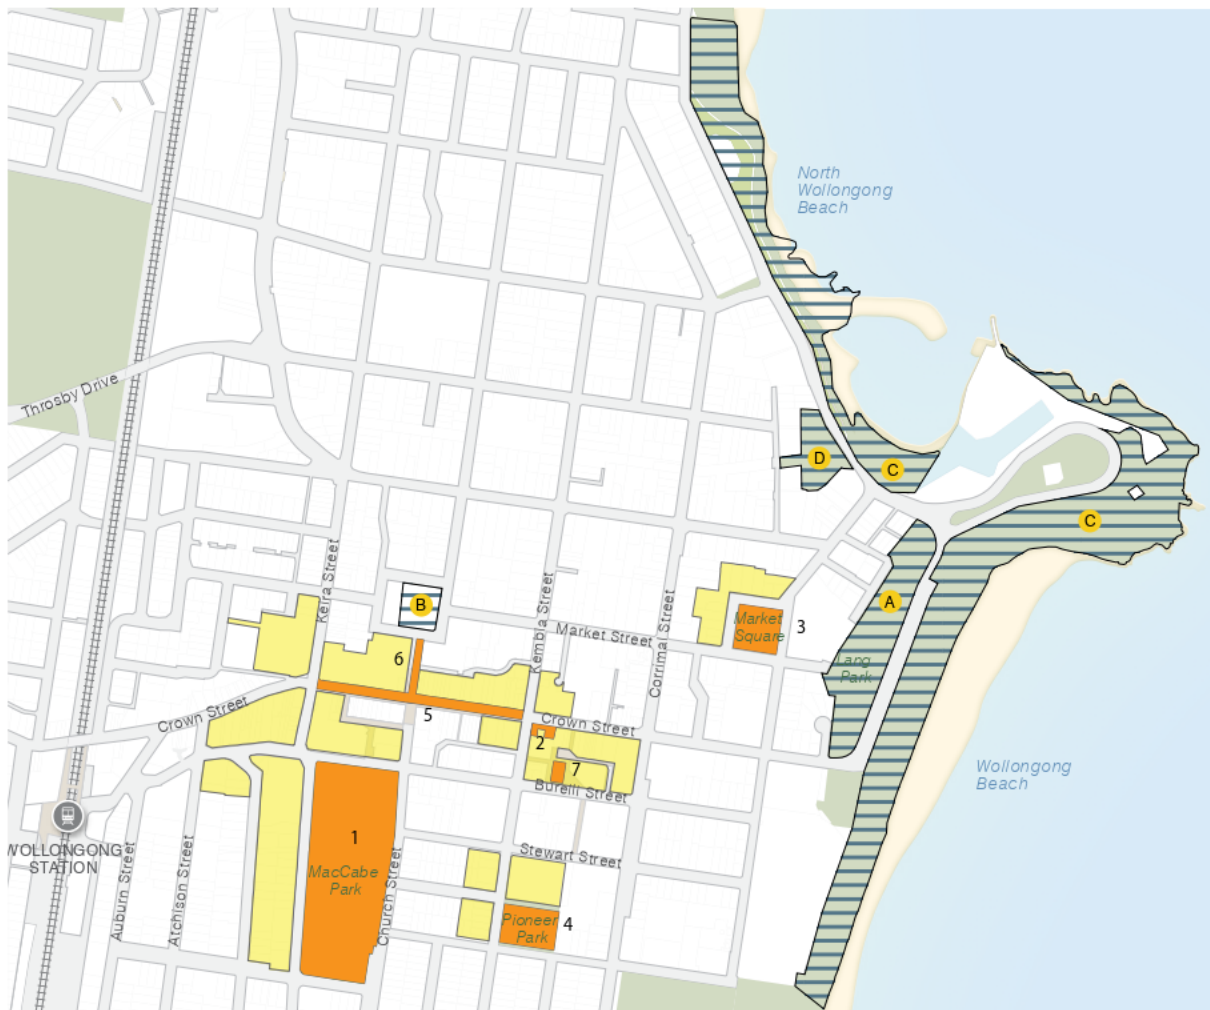 North
Wollongong
Beach
Throsby Drive
D
C
C
Keira Street
B
Kembla Street
A
Market Street
Market
Square
3
Corrimal Street
6
Lang
Park
Crown Street
5
Crown Street
2
7
Burelli Street
Wollongong
Beach
WOLLONGONG
STATION
1
MacCabe
Park
Stewart Street
Auburn Street
Atchison Street
Church Street
Pioneer
Park
4